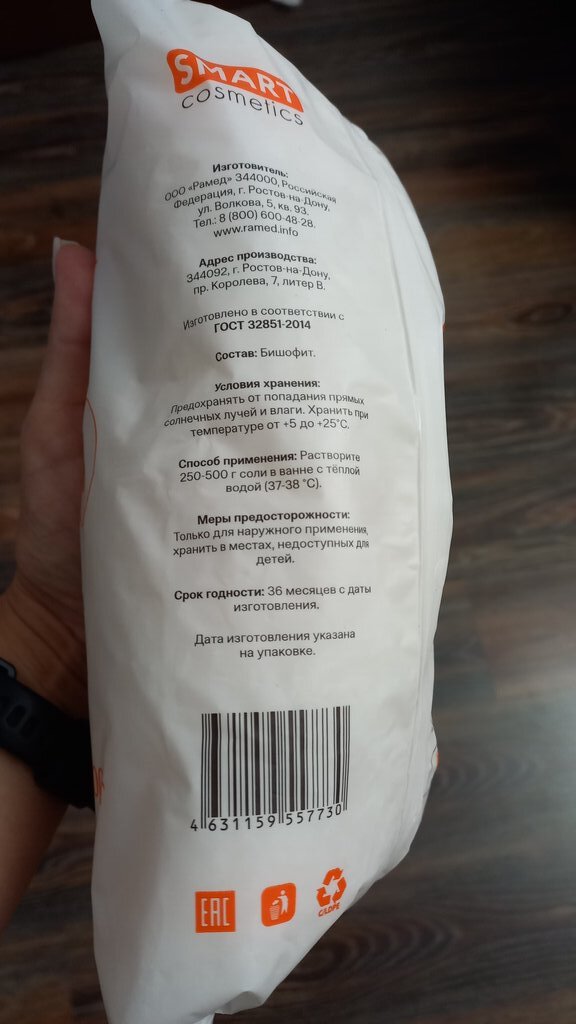 SMART
cosmetics
Изготовитель:
ООО «Рамед» 344000, Российская
Федерация, г. Ростов-на-Дону,
ул. Волкова, 5, кв. 93.
Тел.: 8 (800) 600-48-28.
www.ramed.info
Адрес производства:
344092, г. Ростов-на-Дону,
пр. Королева, 7, литер В.
Изготовлено в соответствии с
ГОСТ 32851-2014
Состав: Бишофит.
Условия хранения:
Предохранять от попадания прямых
солнечных лучей и влаги. Хранить при
температуре от +5 до +25°C.
Способ применения: Растворите
250-500 г соли в ванне с тёплой
водой (37-38 °C).
Меры предосторожности:
Только для наружного применения,
хранить в местах, недоступных для
детей.
Срок годности: 36 месяцев с даты
изготовления.
Дата изготовления указана
на упаковке.
4 631159 557730
EAC
C/LDPE